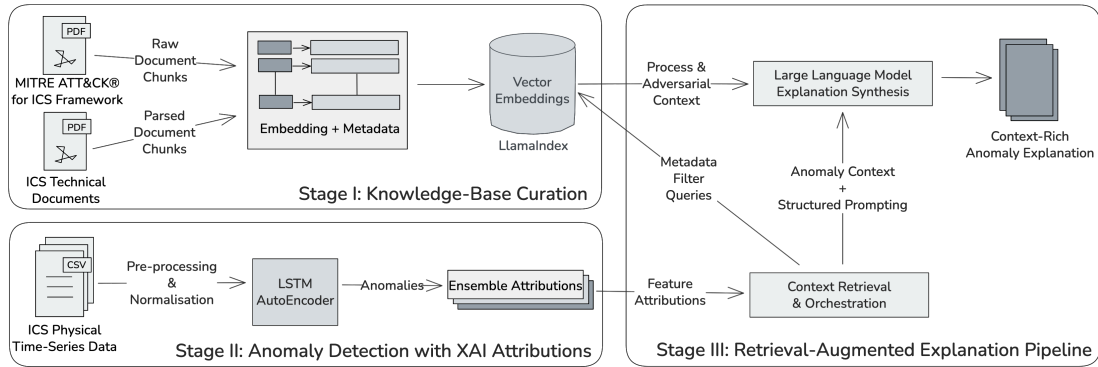 PDF
MITRE ATT&CK®
for ICS Framework
Raw
Document
Chunks
PDF
ICS Technical
Documents
Parsed
Document
Chunks
Embedding + Metadata
Vector
Embeddings
LlamaIndex
Stage I: Knowledge-Base Curation
CSV
ICS Physical
Time-Series Data
Pre-processing
&
Normalisation
LSTM
AutoEncoder
Anomalies
Ensemble Attributions
Stage II: Anomaly Detection with XAI Attributions
Process &
Adversarial
Context
Large Language Model
Explanation Synthesis
Context-Rich
Anomaly Explanation
Metadata
Filter
Queries
Anomaly Context
+
Structured Prompting
Feature
Attributions
Context Retrieval
& Orchestration
Stage III: Retrieval-Augmented Explanation Pipeline